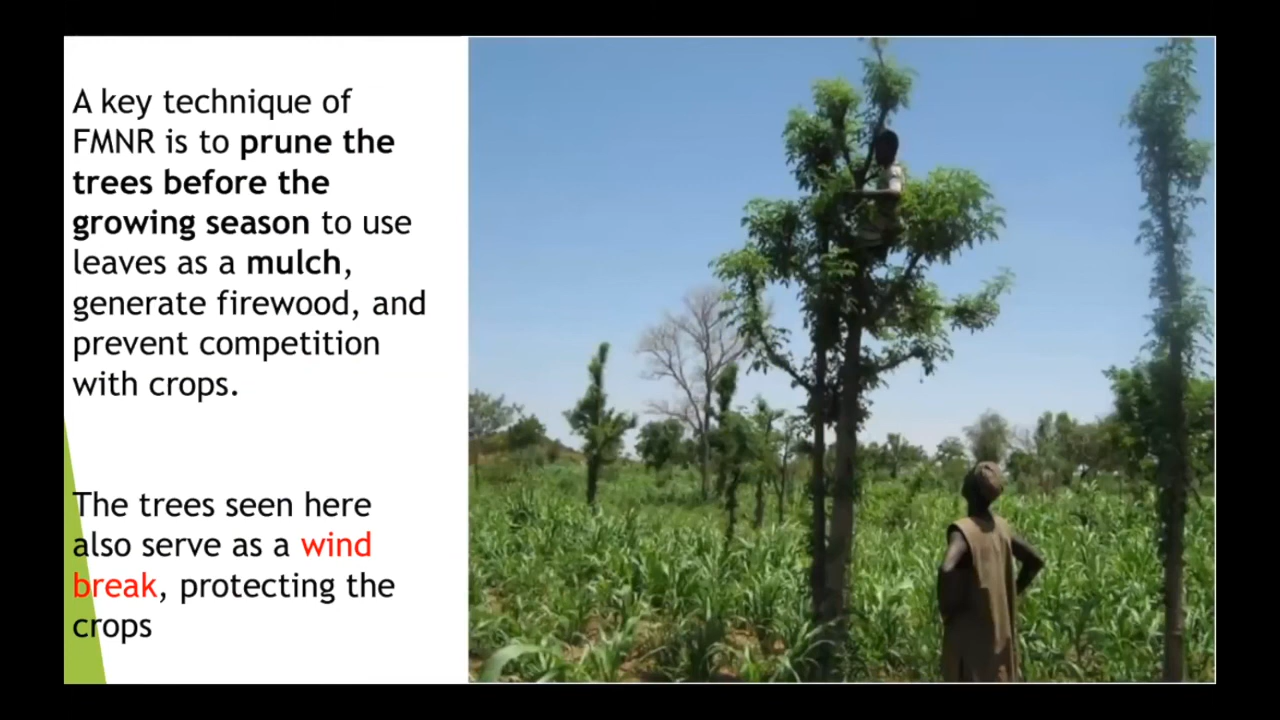 A key technique of
FMNR is to prune the
trees before the
growing season to use
leaves as a mulch,
generate firewood, and
prevent competition
with crops.
The trees seen here
also serve as a wind
break, protecting the
crops